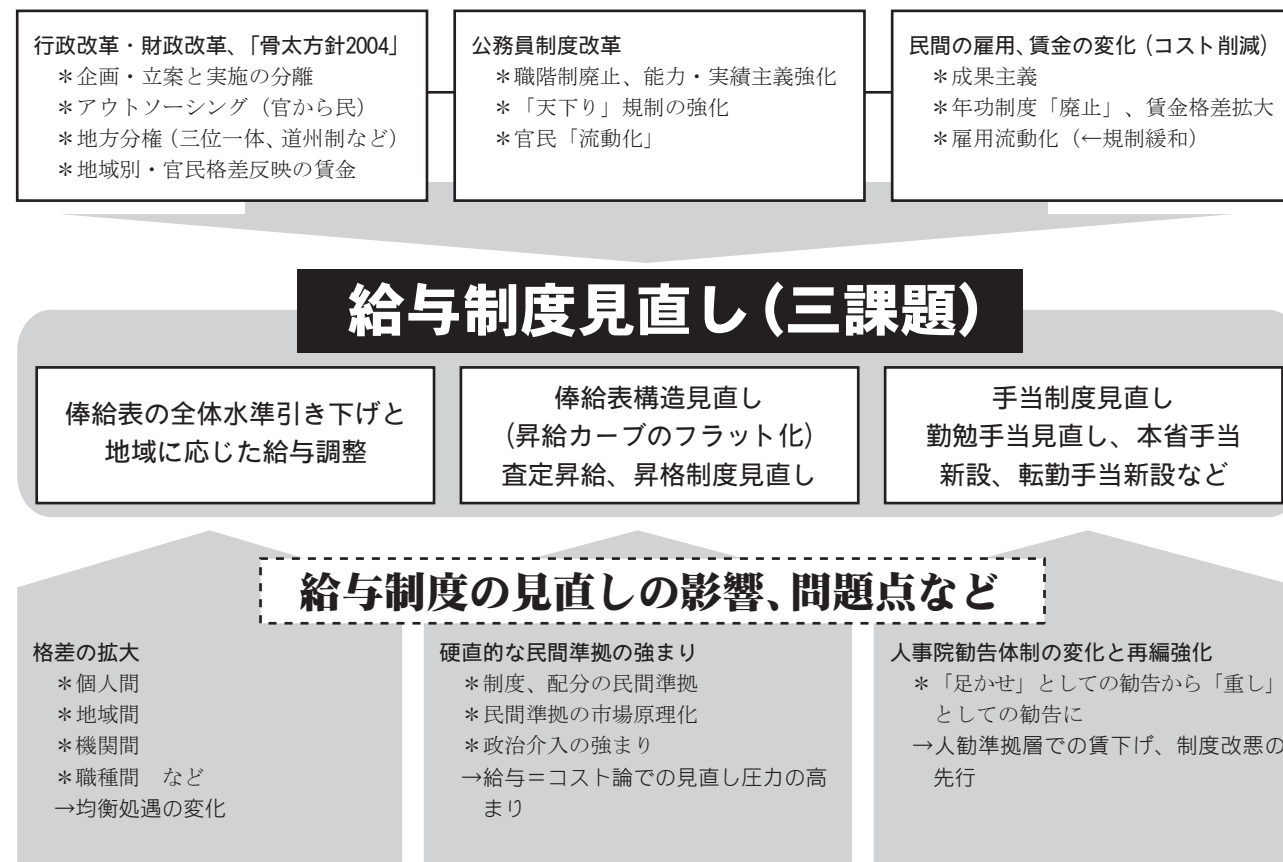 行政改革・財政改革、「骨太方針2004」
＊企画・立案と実施の分離
＊アウトソーシング（官から民）
＊地方分権（三位一体、道州制など）
＊地域別・官民格差反映の賃金
公務員制度改革
＊職階制廃止、能力・実績主義強化
＊「天下り」規制の強化
＊官民「流動化」
民間の雇用、賃金の変化（コスト削減）
＊成果主義
＊年功制度「廃止」、賃金格差拡大
＊雇用流動化（←規制緩和）
給与制度見直し（三課題）
俸給表の全体水準引き下げと
地域に応じた給与調整
俸給表構造見直し
（昇給カーブのフラット化）
査定昇給、昇格制度見直し
手当制度見直し
勤勉手当見直し、本省手当
新設、転勤手当新設など
給与制度の見直しの影響、問題点など
格差の拡大
＊個人間
＊地域間
＊機関間
＊職種間　など
→均衡処遇の変化
硬直的な民間準拠の強まり
＊制度、配分の民間準拠
＊民間準拠の市場原理化
＊政治介入の強まり
→給与＝コスト論での見直し圧力の高
まり
人事院勧告体制の変化と再編強化
＊「足かせ」としての勧告から「重し」
としての勧告に
→人勧準拠層での賃下げ、制度改悪の
先行